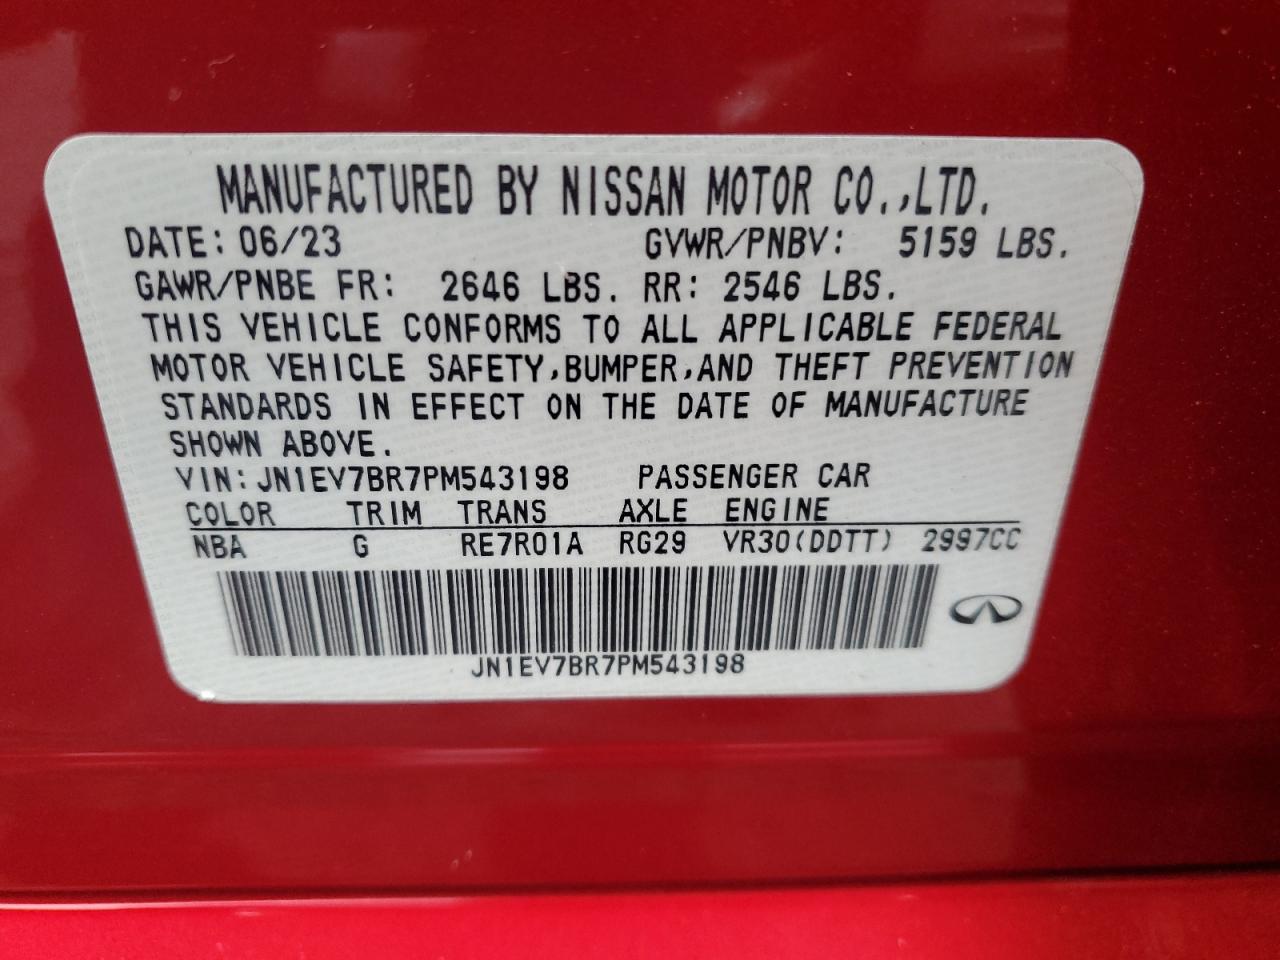 MANUFACTURED BY NISSAN MOTOR CO.,LTD.
DATE: 06/23 GVWR/PNBV: 5159 LBS.
GAWR/PNBE FR: 2646 LBS. RR: 2546 LBS.
THIS VEHICLE CONFORMS TO ALL APPLICABLE FEDERAL
MOTOR VEHICLE SAFETY,BUMPER,AND THEFT PREVENTION
STANDARDS IN EFFECT ON THE DATE OF MANUFACTURE
SHOWN ABOVE.
VIN: JN1EV7BR7PM543198 PASSENGER CAR
COLOR TRIM TRANS AXLE ENGINE
NBA G RE7R01A RG29 VR30(DDTT) 2997CC
JN1EV7BR7PM543198